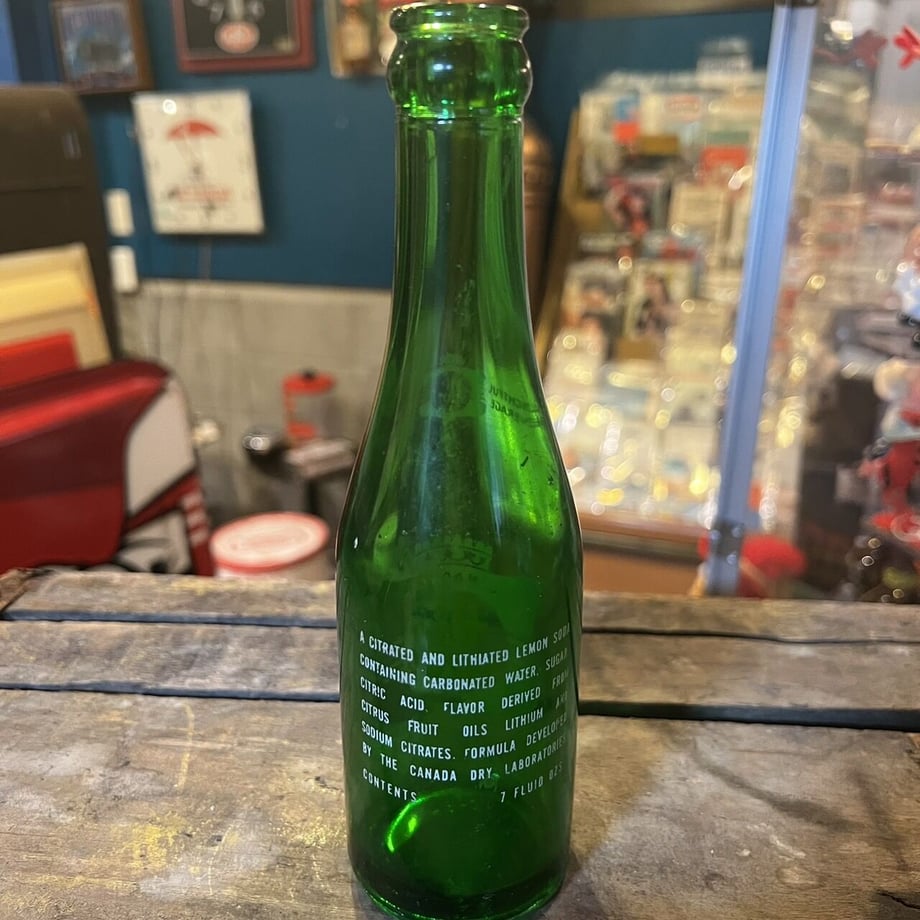 A CITRATED AND LITHIATED LEMON SODA
CONTAINING CARBONATED WATER. SUGAR
CITRIC ACID. FLAVOR DERIVED FROM
CITRUS FRUIT OILS LITHIUM AND
SODIUM CITRATES. FORMULA DEVELOPED
BY THE CANADA DRY LABORATORIES
CONTENTS 7 FLUID OZS